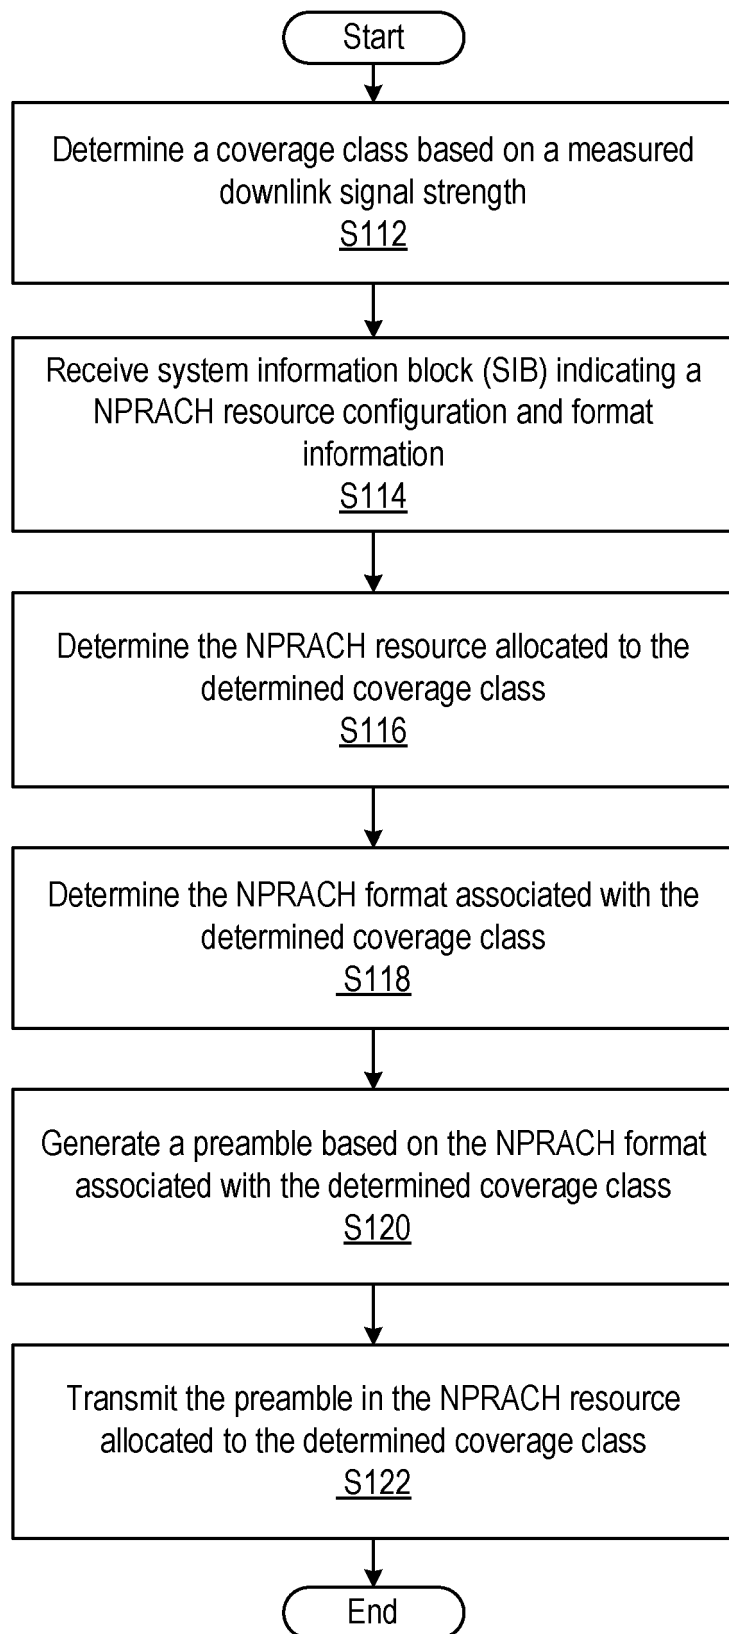 Start
Determine a coverage class based on a measured
downlink signal strength
S112
Receive system information block (SIB) indicating a
NPRACH resource configuration and format
information
S114
Determine the NPRACH resource allocated to the
determined coverage class
S116
Determine the NPRACH format associated with the
determined coverage class
S118
Generate a preamble based on the NPRACH format
associated with the determined coverage class
S120
Transmit the preamble in the NPRACH resource
allocated to the determined coverage class
S122
End